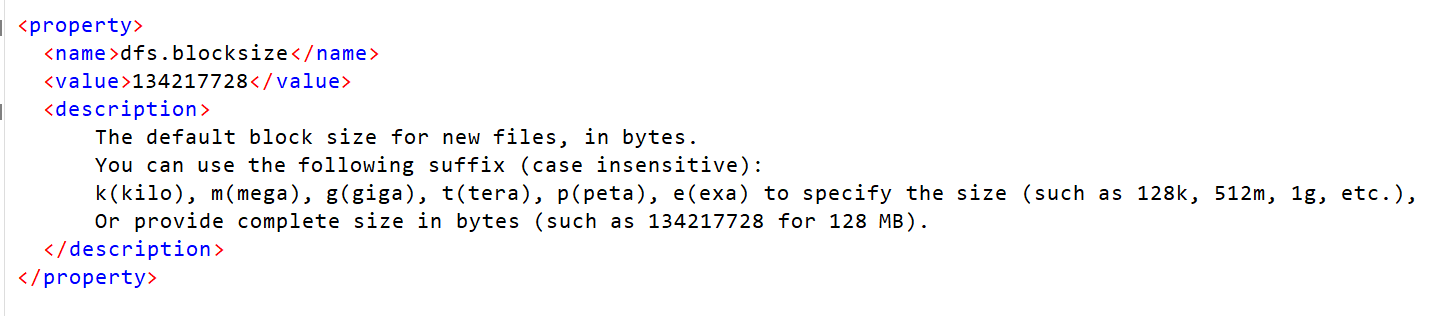 <property>
<name>dfs.blocksize</name>
<value>134217728</value>
<description>
The default block size for new files, in bytes.
You can use the following suffix (case insensitive):
k(kilo), m(mega), g(giga), t(tera), p(peta), e(exa) to specify the size (such as 128k, 512m, 1g, etc.),
Or provide complete size in bytes (such as 134217728 for 128 MB).
</description>
</property>